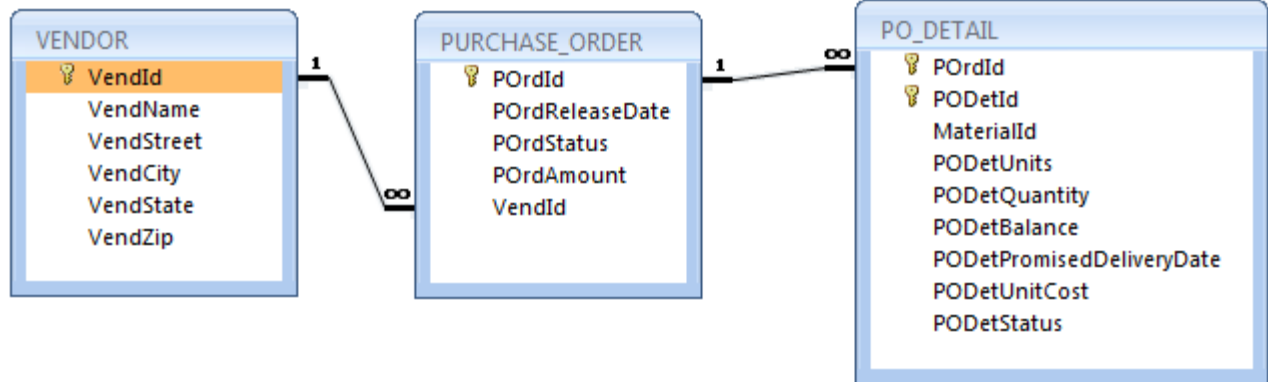 VENDOR
VendId
VendName
VendStreet
VendCity
VendState
VendZip
1
∞
PURCHASE_ORDER
POrdId
POrdReleaseDate
POrdStatus
POrdAmount
VendId
1
∞
PO_DETAIL
POrdId
PODetId
MaterialId
PODetUnits
PODetQuantity
PODetBalance
PODetPromisedDeliveryDate
PODetUnitCost
PODetStatus